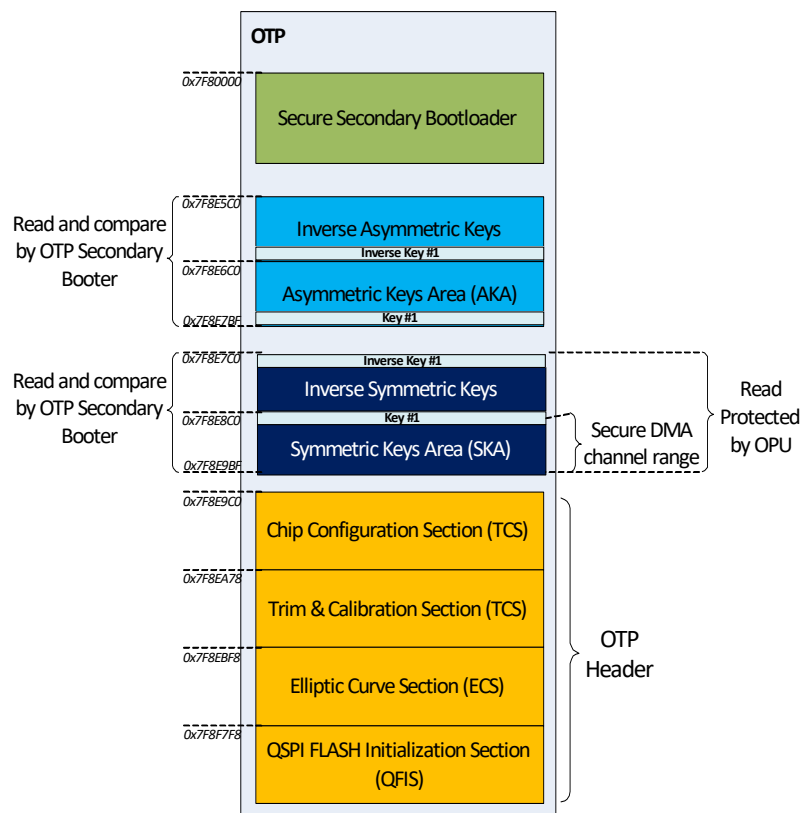 OTP
0x7F80000
Secure Secondary Bootloader
0x7F8E5C0
Read and compare
by OTP Secondary
Booter
Inverse Asymmetric Keys
Inverse Key #1
0x7F8E6C0
Asymmetric Keys Area (AKA)
Key #1
0x7F8E7BF
0x7F8E7C0
Inverse Key #1
Read and compare
by OTP Secondary
Booter
Inverse Symmetric Keys
Key #1
0x7F8E8C0
Symmetric Keys Area (SKA)
0x7F8E9BF
Secure DMA
channel range
Read
Protected
by OPU
0x7F8E9C0
Chip Configuration Section (TCS)
0x7F8EA78
Trim & Calibration Section (TCS)
OTP
Header
0x7F8EBF8
Elliptic Curve Section (ECS)
0x7F8F7F8
QSPI FLASH Initialization Section
(QFIS)